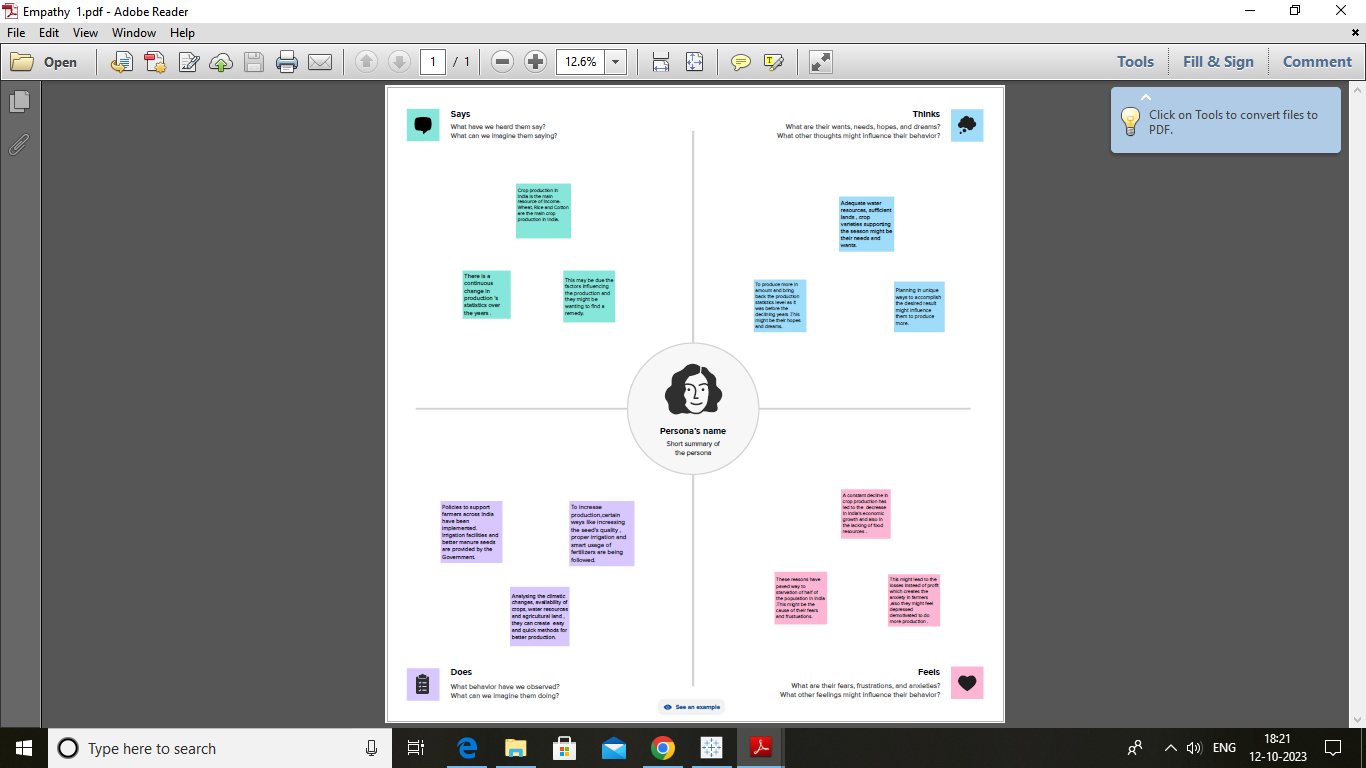 Empathy 1.pdf - Adobe Reader
File Edit View Window Help
Open
1 / 1
12.6%
Tools
Fill & Sign
Comment
Click on Tools to convert files to
PDF.
Says
What have we heard them say?
What can we imagine them saying?
Thinks
What are their wants, needs, hopes, and dreams?
What other thoughts might influence their behavior?
Crop production in
India is the main
resource of income.
Wheat, Rice and Cotton
are the main crop
production in India.
There is a
continuous
change in
production 's
statistics over
the years .
This may be due the
factors influencing
the production and
they might be
wanting to find a
remedy.
Adequate water
resources, sufficient
lands , crop
varieties supporting
the season might be
their needs and
wants.
To produce more in
amount and bring
back the production
statistics level as it
was before the
declining years .This
might be their hopes
and dreams.
Planning in unique
ways to accomplish
the desired result
might influence
them to produce
more.
Persona's name
Short summary of
the persona
Policies to support
farmers across India
have been
implemented.
Irrigation facilities and
better manure seeds
are provided by the
Government.
To increase
production,certain
ways like increasing
the seed's quality ,
proper irrigation and
smart usage of
fertilizers are being
followed.
Analysing the climatic
changes, availability of
crops, water resources
and agricultural land ,
they can create easy
and quick methods for
better production.
A constant decline in
crop production has
led to the decrease
in India's economic
growth and also in
the lacking of food
resources .
These reasons have
paved way to
starvation of half of
the population in India
.This might be the
cause of their fears
and frustuations.
This might lead to the
losses instead of profit
which creates the
anxiety in farmers
,also they might feel
depressed
demotivated to do
more production .
Does
What behavior have we observed?
What can we imagine them doing?
Feels
What are their fears, frustrations, and anxieties?
What other feelings might influence their behavior?
See an example
Type here to search
ENG
18:21
12-10-2023